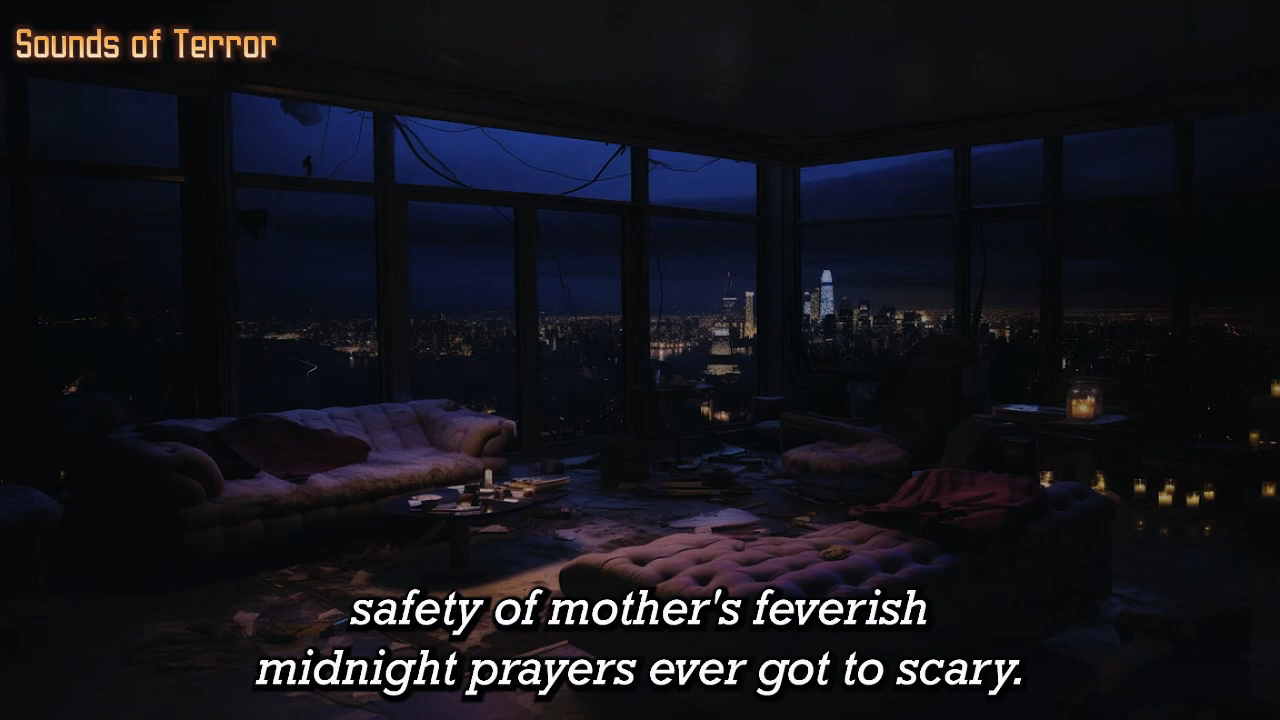 Sounds of Terror
safety of mother's feverish
midnight prayers ever got to scary.